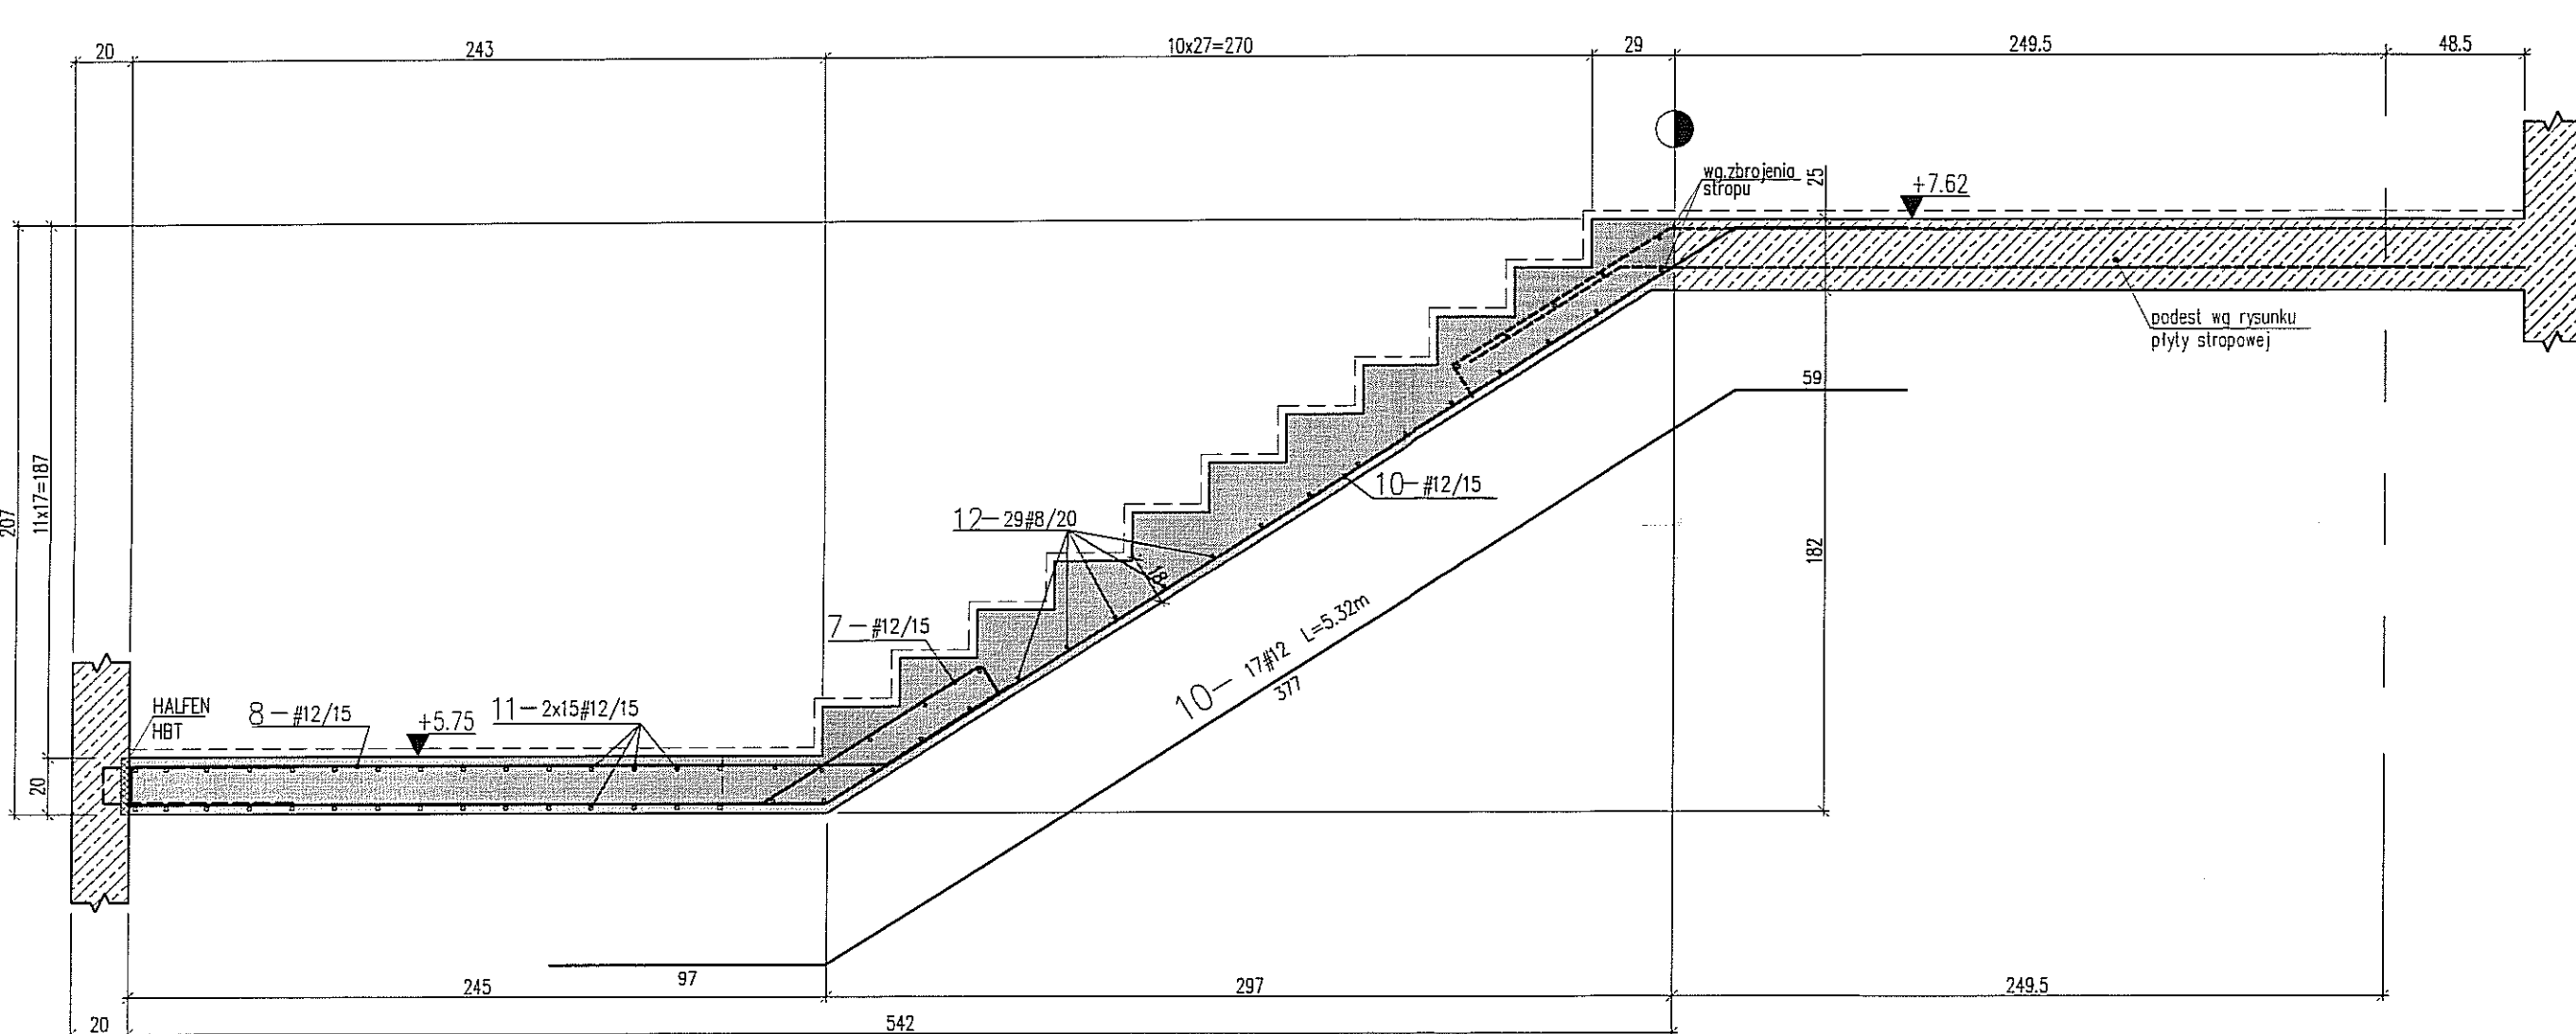 20
243
10x27=270
29
249.5
48.5
wg.zbrojenia
stropu
25
+7.62
podest wg rysunku
płyty stropowej
59
207
11x17=187
10-#12/15
12-29#8/20
182
18
7-#12/15
10- 17#12 L=5.32m
377
HALFEN
HBT
8-#12/15
+5.75
11-2x15#12/15
20
97
245
297
249.5
20
542